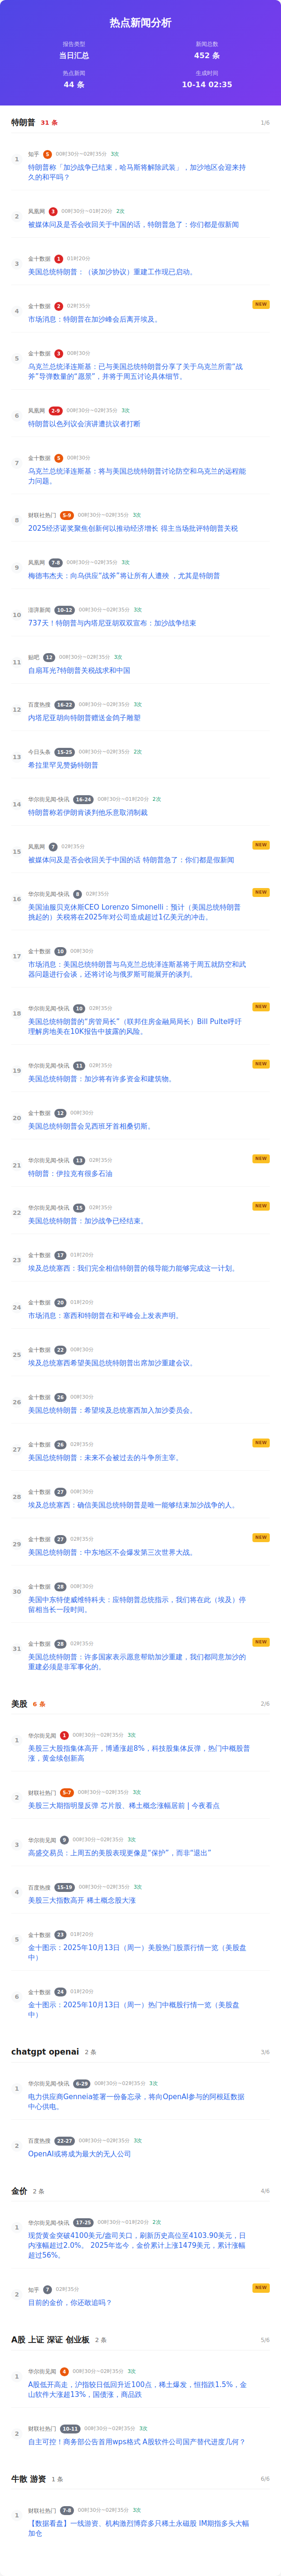 热点新闻分析
报告类型
当日汇总
新闻总数
452 条
热点新闻
44 条
生成时间
10-14 02:35
特朗普 31 条 1/6
1
知乎 5 00时30分~02时35分 3次
特朗普称「加沙战争已结束，哈马斯将解除武装」，加沙地区会迎来持
久的和平吗？
2
凤凰网 3 00时30分~01时20分 2次
被媒体问及是否会收回关于中国的话，特朗普急了：你们都是假新闻
3
金十数据 1 01时20分
美国总统特朗普：（谈加沙协议）重建工作现已启动。
4
金十数据 2 02时35分 NEW
市场消息：特朗普在加沙峰会后离开埃及。
5
金十数据 3 00时30分
乌克兰总统泽连斯基：已与美国总统特朗普分享了关于乌克兰所需“战
斧”导弹数量的“愿景”，并将于周五讨论具体细节。
6
凤凰网 2-9 00时30分~02时35分 3次
特朗普以色列议会演讲遭抗议者打断
7
金十数据 5 00时30分
乌克兰总统泽连斯基：将与美国总统特朗普讨论防空和乌克兰的远程能
力问题。
8
财联社热门 5-9 00时30分~02时35分 3次
2025经济诺奖聚焦创新何以推动经济增长 得主当场批评特朗普关税
9
凤凰网 7-8 00时30分~02时35分 3次
梅德韦杰夫：向乌供应“战斧”将让所有人遭殃 ，尤其是特朗普
10
澎湃新闻 10-12 00时30分~02时35分 3次
737天！特朗普与内塔尼亚胡双双宣布：加沙战争结束
11
贴吧 12 00时30分~02时35分 3次
自扇耳光?特朗普关税战求和中国
12
百度热搜 16-22 00时30分~02时35分 3次
内塔尼亚胡向特朗普赠送金鸽子雕塑
13
今日头条 15-25 00时30分~02时35分 2次
希拉里罕见赞扬特朗普
14
华尔街见闻-快讯 16-24 00时30分~01时20分 2次
特朗普称若伊朗肯谈判他乐意取消制裁
15
凤凰网 7 02时35分 NEW
被媒体问及是否会收回关于中国的话 特朗普急了：你们都是假新闻
16
华尔街见闻-快讯 8 02时35分 NEW
美国油服贝克休斯CEO Lorenzo Simonelli：预计（美国总统特朗普
挑起的）关税将在2025年对公司造成超过1亿美元的冲击。
17
金十数据 10 00时30分
市场消息：美国总统特朗普与乌克兰总统泽连斯基将于周五就防空和武
器问题进行会谈，还将讨论与俄罗斯可能展开的谈判。
18
华尔街见闻-快讯 10 02时35分 NEW
美国总统特朗普的“房管局长”（联邦住房金融局局长）Bill Pulte呼吁
理解房地美在10K报告中披露的风险。
19
华尔街见闻-快讯 11 02时35分 NEW
美国总统特朗普：加沙将有许多资金和建筑物。
20
金十数据 12 00时30分
美国总统特朗普会见西班牙首相桑切斯。
21
华尔街见闻-快讯 13 02时35分 NEW
特朗普：伊拉克有很多石油
22
华尔街见闻-快讯 15 02时35分 NEW
美国总统特朗普：加沙战争已经结束。
23
金十数据 17 01时20分
埃及总统塞西：我们完全相信特朗普的领导能力能够完成这一计划。
24
金十数据 20 01时20分
市场消息：塞西和特朗普在和平峰会上发表声明。
25
金十数据 22 00时30分
埃及总统塞西希望美国总统特朗普出席加沙重建会议。
26
金十数据 26 00时30分
美国总统特朗普：希望埃及总统塞西加入加沙委员会。
27
金十数据 26 02时35分 NEW
美国总统特朗普：未来不会被过去的斗争所主宰。
28
金十数据 27 00时30分
埃及总统塞西：确信美国总统特朗普是唯一能够结束加沙战争的人。
29
金十数据 27 02时35分 NEW
美国总统特朗普：中东地区不会爆发第三次世界大战。
30
金十数据 28 00时30分
美国中东特使威维特科夫：应特朗普总统指示，我们将在此（埃及）停
留相当长一段时间。
31
金十数据 28 02时35分 NEW
美国总统特朗普：许多国家表示愿意帮助加沙重建，我们都同意加沙的
重建必须是非军事化的。
美股 6 条 2/6
1
华尔街见闻 1 00时30分~02时35分 3次
美股三大股指集体高开，博通涨超8%，科技股集体反弹，热门中概股普
涨，黄金续创新高
2
财联社热门 5-7 00时30分~02时35分 3次
美股三大期指明显反弹 芯片股、稀土概念涨幅居前 | 今夜看点
3
华尔街见闻 9 00时30分~02时35分 3次
高盛交易员：上周五的美股表现更像是“保护”，而非“退出”
4
百度热搜 15-19 00时30分~02时35分 3次
美股三大指数高开 稀土概念股大涨
5
金十数据 23 01时20分
金十图示：2025年10月13日（周一）美股热门股票行情一览（美股盘
中）
6
金十数据 24 01时20分
金十图示：2025年10月13日（周一）热门中概股行情一览（美股盘
中）
chatgpt openai 2 条 3/6
1
华尔街见闻-快讯 6-29 00时30分~02时35分 3次
电力供应商Genneia签署一份备忘录，将向OpenAI参与的阿根廷数据
中心供电。
2
百度热搜 22-27 00时30分~02时35分 3次
OpenAI或将成为最大的无人公司
金价 2 条 4/6
1
华尔街见闻-快讯 17-25 00时30分~01时20分 2次
现货黄金突破4100美元/盎司关口，刷新历史高位至4103.90美元，日
内涨幅超过2.0%。 2025年迄今，金价累计上涨1479美元，累计涨幅
超过56%。
2
知乎 7 02时35分 NEW
目前的金价，你还敢追吗？
A股 上证 深证 创业板 2 条 5/6
1
华尔街见闻 4 00时30分~02时35分 3次
A股低开高走，沪指较日低回升近100点，稀土爆发，恒指跌1.5%，金
山软件大涨超13%，国债涨，商品跌
2
财联社热门 10-11 00时30分~02时35分 3次
自主可控！商务部公告首用wps格式 A股软件公司国产替代进度几何？
牛散 游资 1 条 6/6
1
财联社热门 7-8 00时30分~02时35分 3次
【数据看盘】一线游资、机构激烈博弈多只稀土永磁股 IM期指多头大幅
加仓